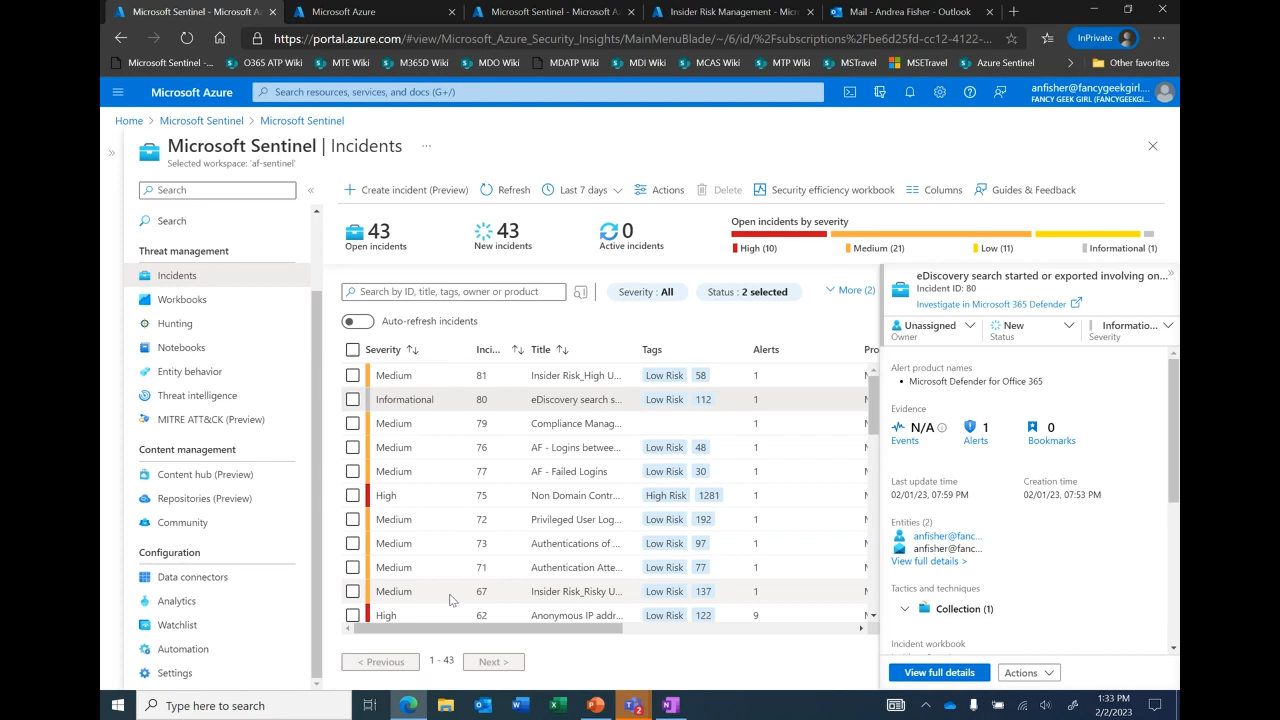 Microsoft Sentinel - Microsoft A
Microsoft Azure
Microsoft Sentinel - Microsoft A
Insider Risk Management - Micro
Mail - Andrea Fisher - Outlook
https://portal.azure.com/#view/Microsoft_Azure_Security_Insights/MainMenuBlade/~/6/id/%2Fsubscriptions%2Fbe6d25fd-cc12-4122-...
InPrivate
Microsoft Sentinel -...
O365 ATP Wiki
MTE Wiki
M365D Wiki
MDO Wiki
MDATP Wiki
MDI Wiki
MCAS Wiki
MTP Wiki
MSTravel
MSETravel
Azure Sentinel
Other favorites
Microsoft Azure
Search resources, services, and docs (G+/)
anfisher@fancygeekgirl....
FANCY GEEK GIRL (FANCYGEEKGI...
Home > Microsoft Sentinel > Microsoft Sentinel
Microsoft Sentinel | Incidents ...
Selected workspace: 'af-sentinel'
Search
Create incident (Preview)
Refresh
Last 7 days
Actions
Delete
Security efficiency workbook
Columns
Guides & Feedback
Search
Threat management
Incidents
Workbooks
Hunting
Notebooks
Entity behavior
Threat intelligence
MITRE ATT&CK (Preview)
Content management
Content hub (Preview)
Repositories (Preview)
Community
Configuration
Data connectors
Analytics
Watchlist
Automation
Settings
43
Open incidents
43
New incidents
0
Active incidents
Open incidents by severity
High (10)
Medium (21)
Low (11)
Informational (1)
Search by ID, title, tags, owner or product
Severity : All
Status : 2 selected
More (2)
Auto-refresh incidents
Severity Inci... Title Tags Alerts Pro
Medium 81 Insider Risk_High U... Low Risk 58 1
Informational 80 eDiscovery search s... Low Risk 112 1
Medium 79 Compliance Manag... 1
Medium 76 AF - Logins betwee... Low Risk 48 1
Medium 77 AF - Failed Logins Low Risk 30 1
High 75 Non Domain Contr... High Risk 1281 1
Medium 72 Privileged User Log... Low Risk 192 1
Medium 73 Authentications of ... Low Risk 97 1
Medium 71 Authentication Atte... Low Risk 77 1
Medium 67 Insider Risk_Risky U... Low Risk 137 1
High 62 Anonymous IP addr... Low Risk 122 9
< Previous
1 - 43
Next >
eDiscovery search started or exported involving on...
Incident ID: 80
Investigate in Microsoft 365 Defender
Unassigned
Owner
New
Status
Informatio...
Severity
Alert product names
• Microsoft Defender for Office 365
Evidence
N/A
Events
1
Alerts
0
Bookmarks
Last update time
02/01/23, 07:59 PM
Creation time
02/01/23, 07:53 PM
Entities (2)
anfisher@fanc...
anfisher@fanc...
View full details >
Tactics and techniques
Collection (1)
Incident workbook
View full details
Actions
Type here to search
1:33 PM
2/2/2023